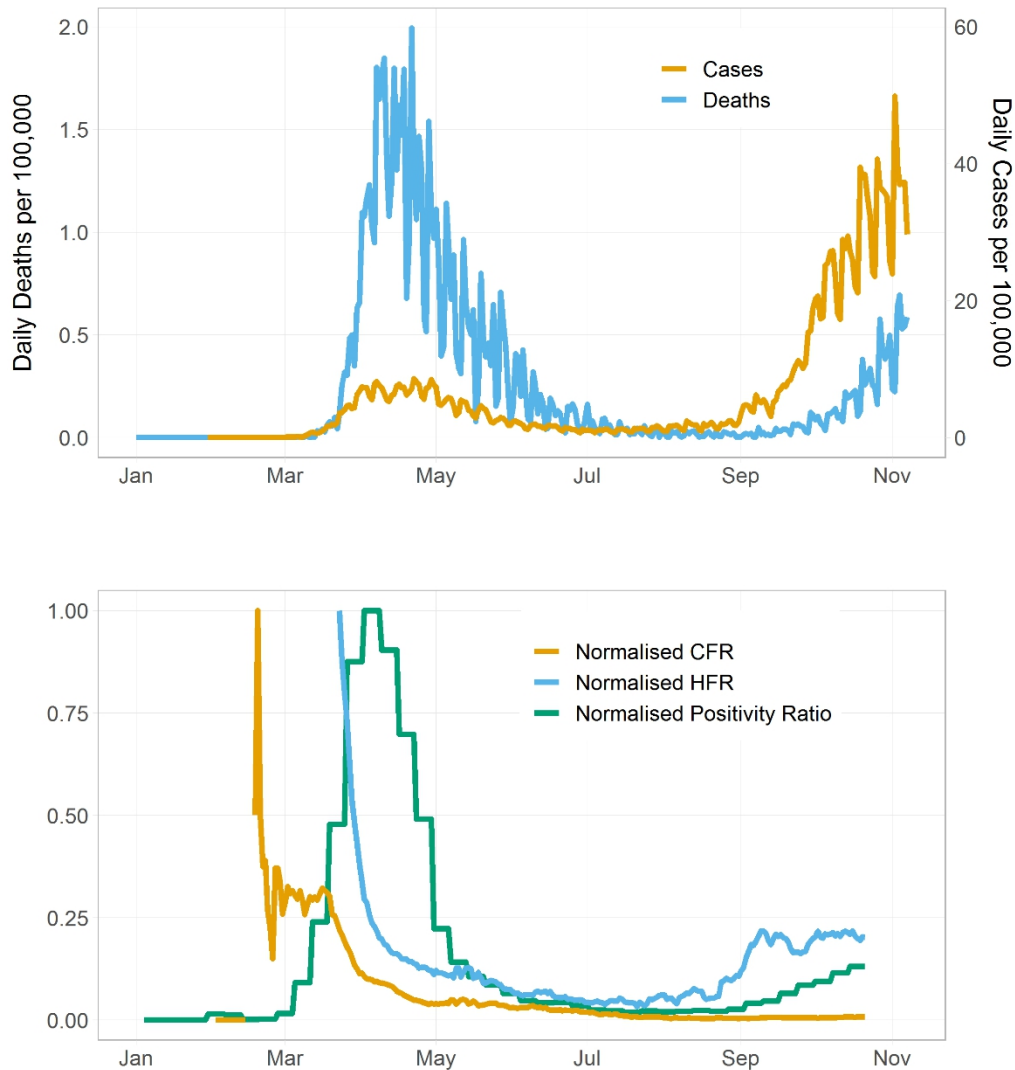 2.0
1.5
1.0
0.5
0.0
Daily Deaths per 100,000
60
40
20
0
Daily Cases per 100,000
Cases
Deaths
Jan Mar May Jul Sep Nov
1.00
0.75
0.50
0.25
0.00
Normalised CFR
Normalised HFR
Normalised Positivity Ratio
Jan Mar May Jul Sep Nov